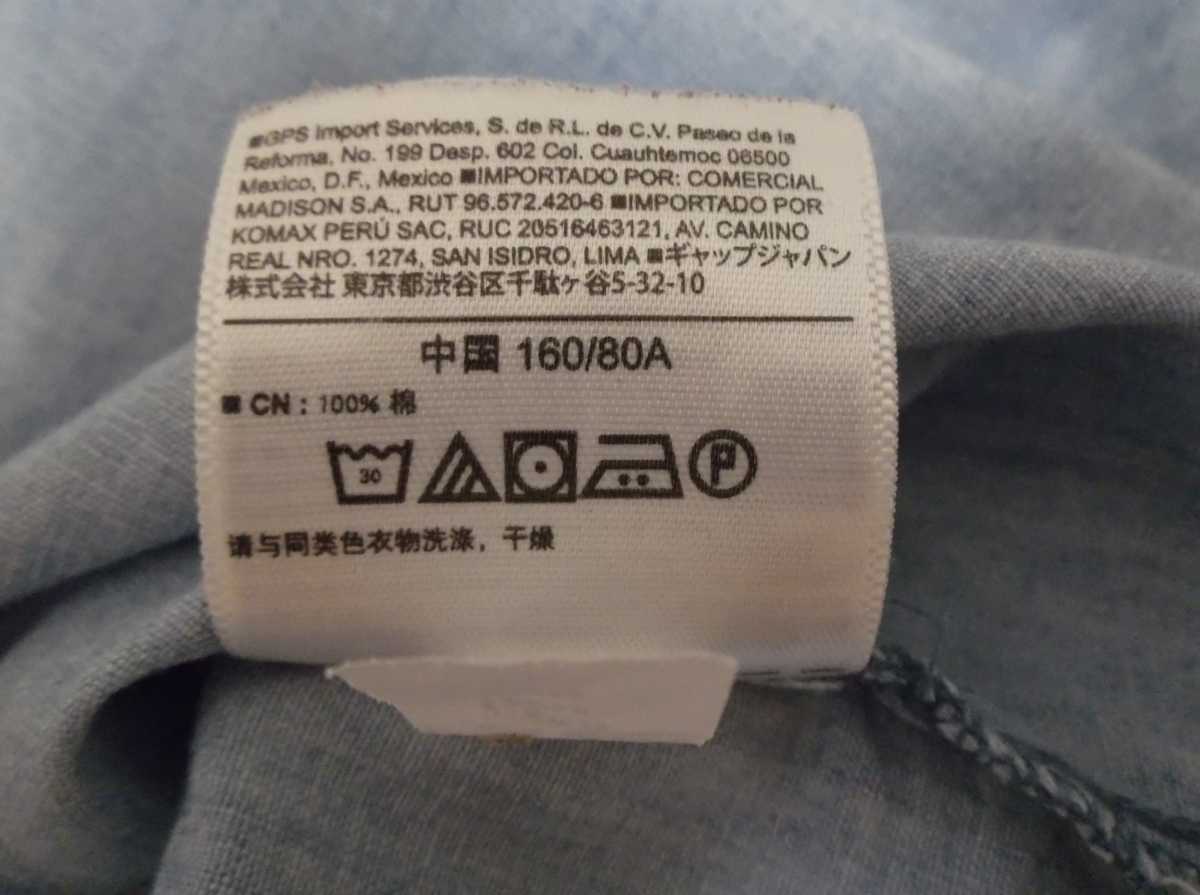 ■GPS Import Services, S. de R.L. de C.V. Paseo de la
Reforma, No. 199 Desp. 602 Col. Cuauhtemoc 06500
Mexico, D.F., Mexico ■IMPORTADO POR: COMERCIAL
MADISON S.A., RUT 96.572.420-6 ■IMPORTADO POR
KOMAX PERÚ SAC, RUC 20516463121, AV. CAMINO
REAL NRO. 1274, SAN ISIDRO, LIMA ■ギャップジャパン
株式会社 東京都渋谷区千駄ヶ谷5-32-10
中国 160/80A
■ CN : 100% 棉
30
P
请与同类色衣物洗涤，干燥